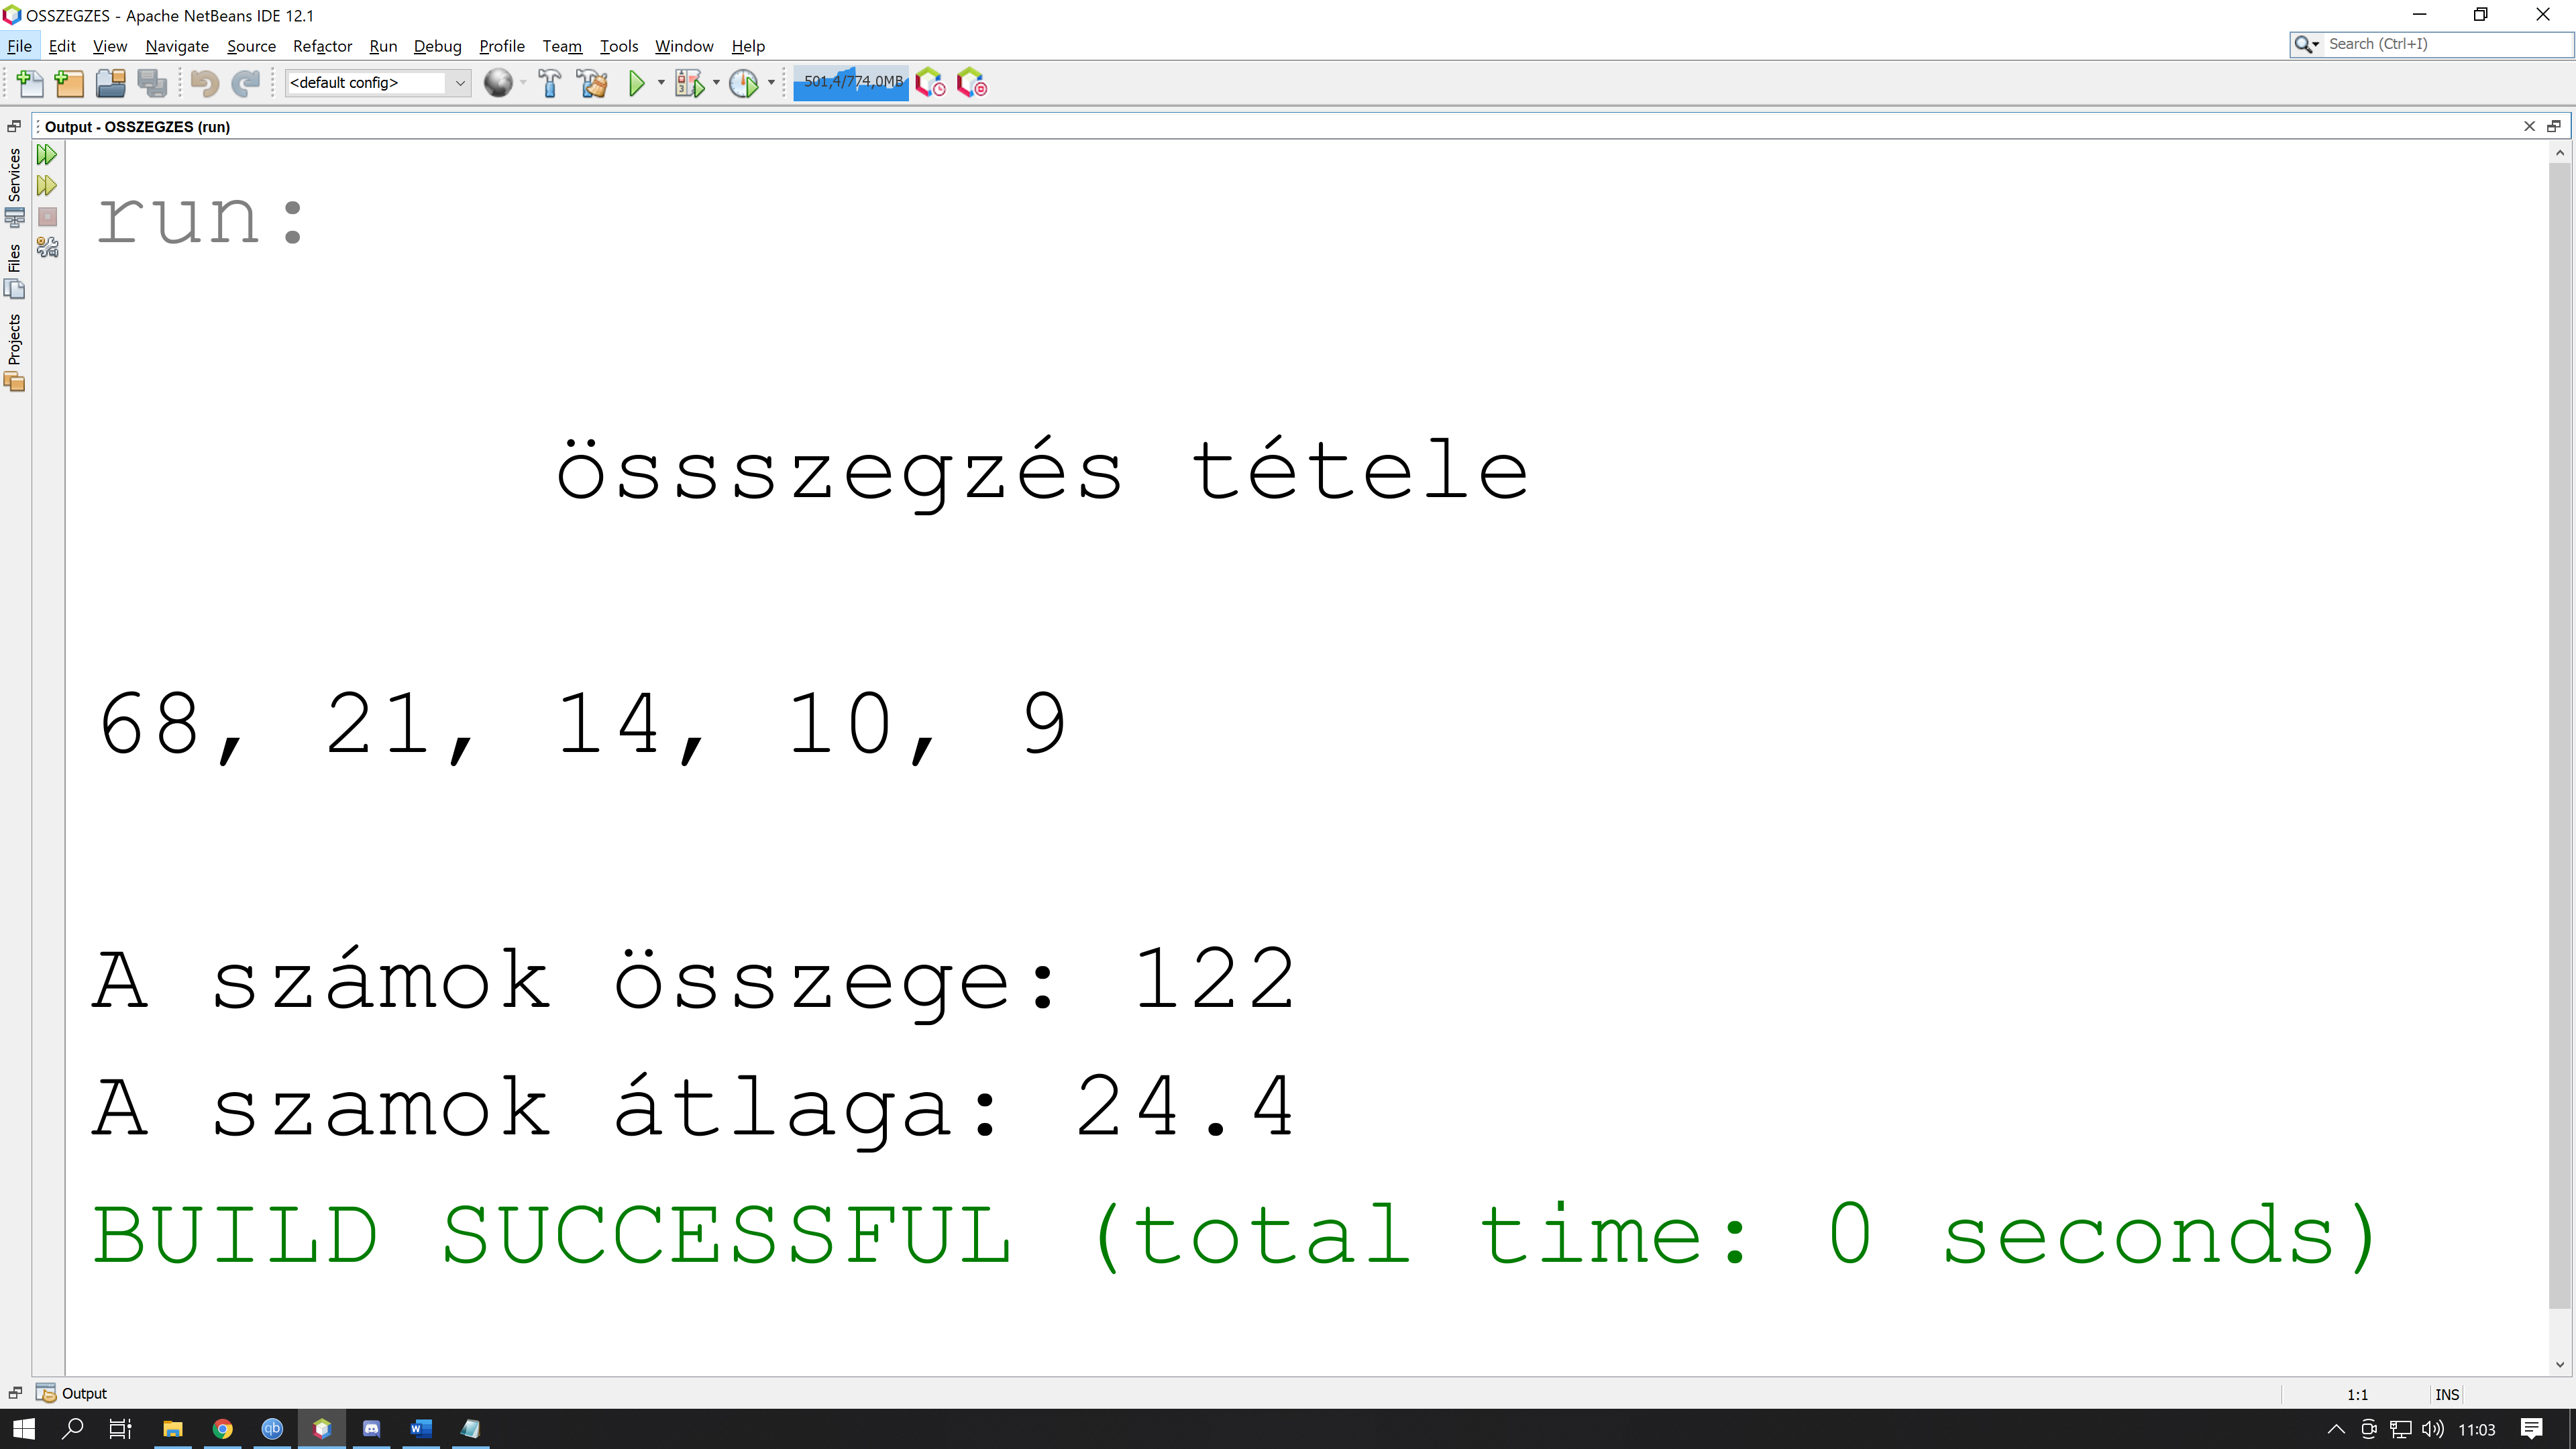 OSSZEGZES - Apache NetBeans IDE 12.1
File Edit View Navigate Source Refactor Run Debug Profile Team Tools Window Help
Search (Ctrl+I)
<default config>
501,4/774,0MB
Output - OSSZEGZES (run)
Services
Files
Projects
run:
össszegzés tétele
68, 21, 14, 10, 9
A számok összege: 122
A szamok átlaga: 24.4
BUILD SUCCESSFUL (total time: 0 seconds)
Output
1:1 INS
qb
W
11:03